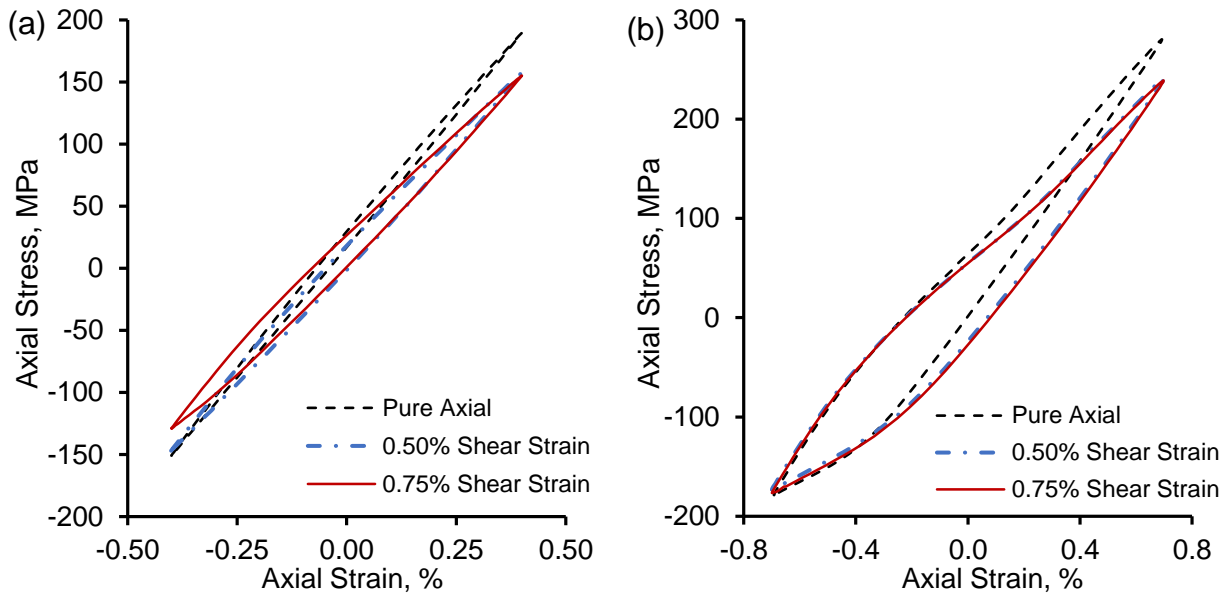 (a)
Axial Stress, MPa
200
150
100
50
0
-50
-100
-150
-200
-0.50
-0.25
0.00
0.25
0.50
Axial Strain, %
Pure Axial
0.50% Shear Strain
0.75% Shear Strain
(b)
Axial Stress, MPa
300
200
100
0
-100
-200
-0.8
-0.4
0.0
0.4
0.8
Axial Strain, %
Pure Axial
0.50% Shear Strain
0.75% Shear Strain